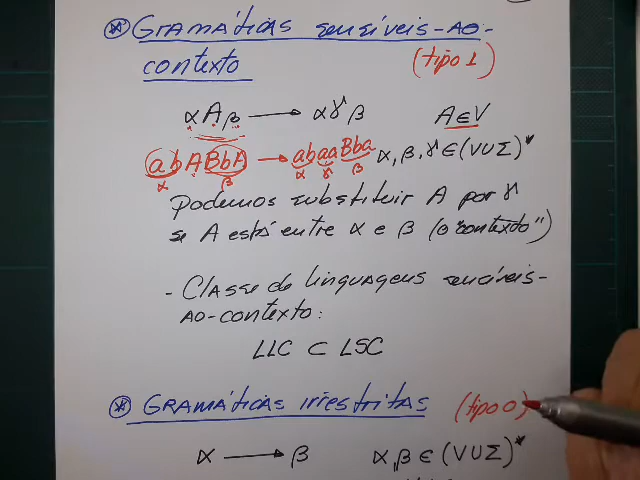 * Gramáticas sensíveis-ao-
contexto (tipo 1)
αAβ → αγβ A ∈ V
abABbA → abaaBba α, β, γ ∈ (V ∪ Σ)*
α β α γ β
Podemos substituir A por γ
se A está entre α e β (o "contexto")
- Classe de linguagens sensíveis-
ao-contexto:
LLC ⊂ LSC
* Gramáticas irrestritas (tipo 0)
α → β α, β ∈ (V ∪ Σ)*